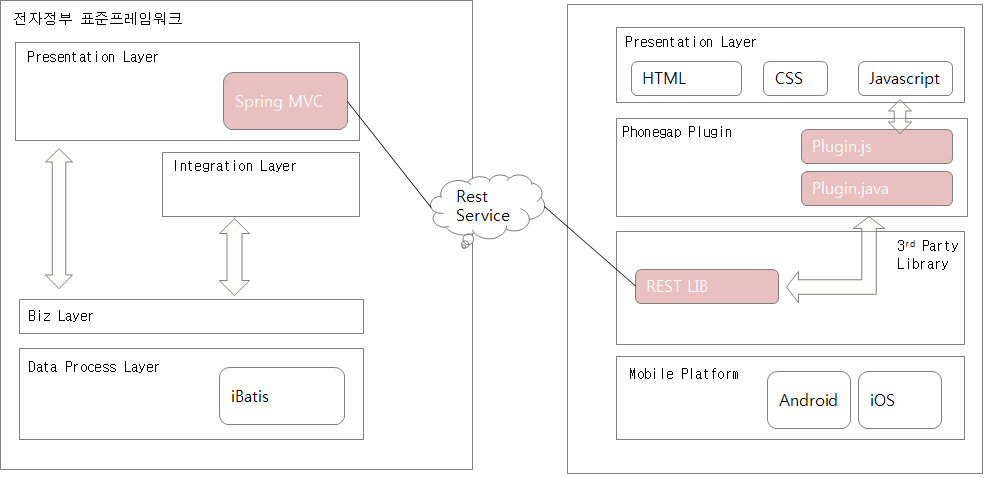 전자정부 표준프레임워크
Presentation Layer
Spring MVC
Integration Layer
Biz Layer
Data Process Layer
iBatis
Rest
Service
Presentation Layer
HTML
CSS
Javascript
Phonegap Plugin
Plugin.js
Plugin.java
3rd Party
Library
REST LIB
Mobile Platform
Android
iOS